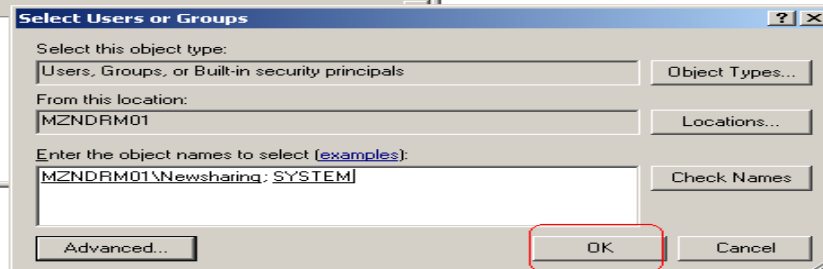 Select Users or Groups
Select this object type:
Users, Groups, or Built-in security principals
Object Types...
From this location:
MZNDRM01
Locations...
Enter the object names to select (examples):
MZNDRM01\Newsharing; SYSTEM
Check Names
Advanced...
OK
Cancel